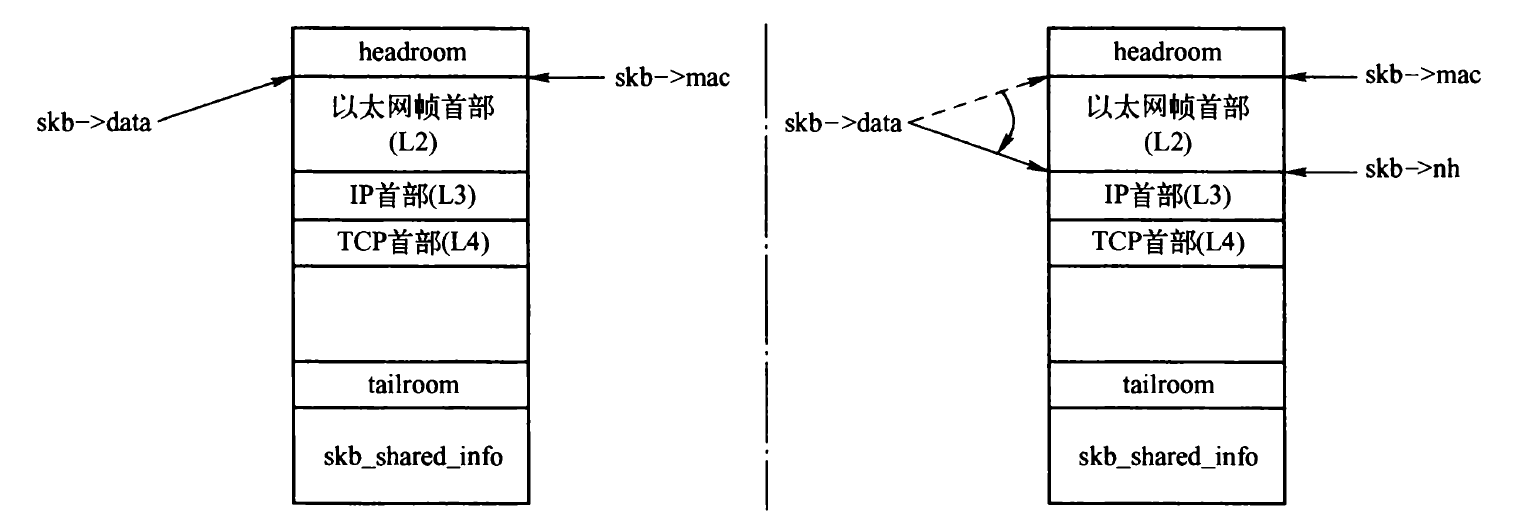 headroom
skb->data
skb->mac
以太网帧首部
(L2)
IP首部(L3)
TCP首部(L4)
tailroom
skb_shared_info
headroom
skb->data
skb->mac
以太网帧首部
(L2)
skb->nh
IP首部(L3)
TCP首部(L4)
tailroom
skb_shared_info